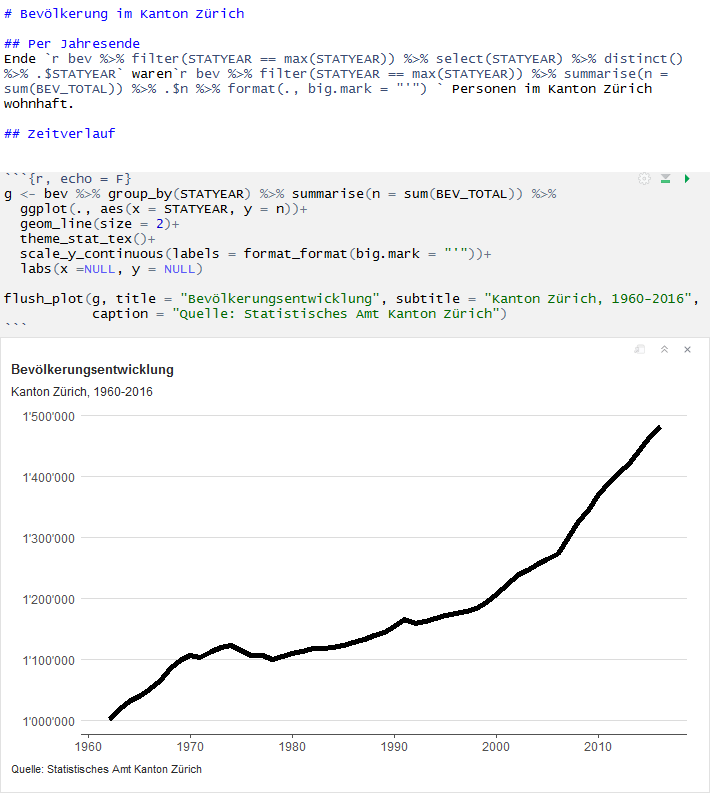 # Bevölkerung im Kanton Zürich
## Per Jahresende
Ende `r bev %>% filter(STATYEAR == max(STATYEAR)) %>% select(STATYEAR) %>% distinct()
%>% .$STATYEAR` waren`r bev %>% filter(STATYEAR == max(STATYEAR)) %>% summarise(n =
sum(BEV_TOTAL)) %>% .$n %>% format(., big.mark = "'") ` Personen im Kanton Zürich
wohnhaft.
## Zeitverlauf
```{r, echo = F}
g <- bev %>% group_by(STATYEAR) %>% summarise(n = sum(BEV_TOTAL)) %>%
  ggplot(., aes(x = STATYEAR, y = n))+
  geom_line(size = 2)+
  theme_stat_tex()+
  scale_y_continuous(labels = format_format(big.mark = "'"))+
  labs(x =NULL, y = NULL)
flush_plot(g, title = "Bevölkerungsentwicklung", subtitle = "Kanton Zürich, 1960-2016",
           caption = "Quelle: Statistisches Amt Kanton Zürich")
```
Bevölkerungsentwicklung
Kanton Zürich, 1960-2016
1'500'000
1'400'000
1'300'000
1'200'000
1'100'000
1'000'000
1960 1970 1980 1990 2000 2010
Quelle: Statistisches Amt Kanton Zürich